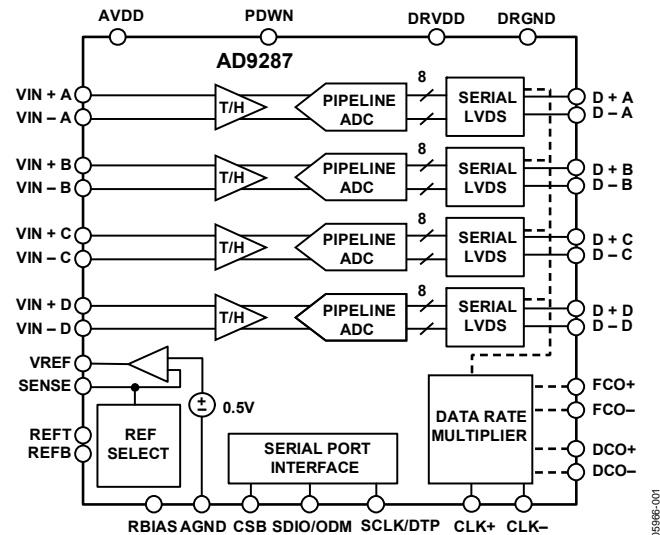 AVDD PDWN DRVDD DRGND
AD9287
VIN + A
VIN – A
T/H
PIPELINE
ADC
8
SERIAL
LVDS
D + A
D – A
VIN + B
VIN – B
T/H
PIPELINE
ADC
8
SERIAL
LVDS
D + B
D – B
VIN + C
VIN – C
T/H
PIPELINE
ADC
8
SERIAL
LVDS
D + C
D – C
VIN + D
VIN – D
T/H
PIPELINE
ADC
8
SERIAL
LVDS
D + D
D – D
VREF
SENSE
REFT
REFB
REF
SELECT
+
–
0.5V
SERIAL PORT
INTERFACE
DATA RATE
MULTIPLIER
FCO+
FCO–
DCO+
DCO–
RBIAS AGND CSB SDIO/ODM SCLK/DTP CLK+ CLK–
05966-001